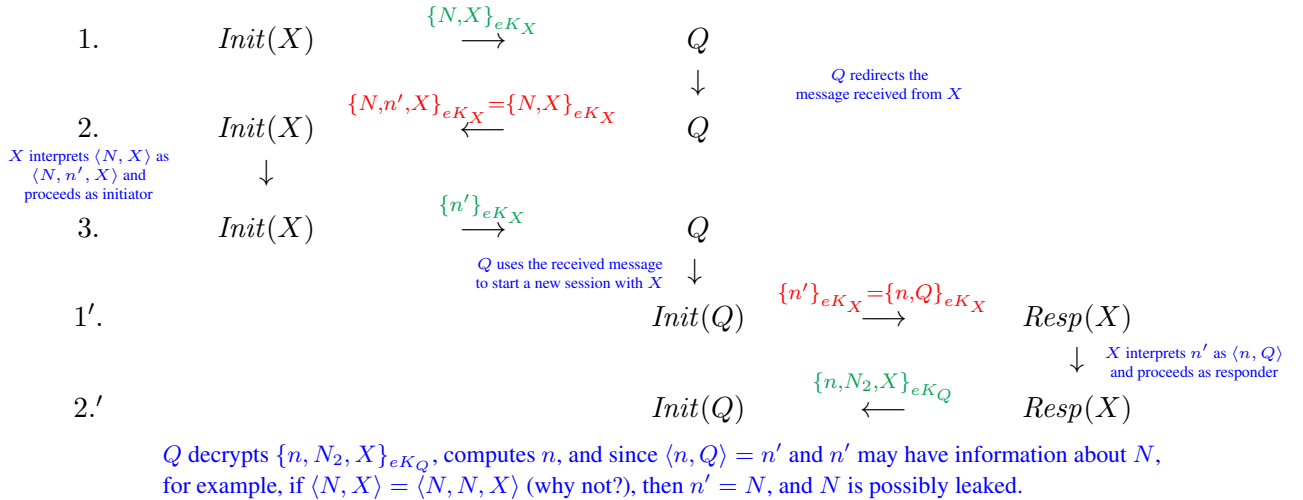 1. Init(X) {N,X}_{eK_X} ⟶ Q
↓ Q redirects the
message received from X
2. Init(X) {N,n′,X}_{eK_X}={N,X}_{eK_X} ⟵ Q
X interprets ⟨N, X⟩ as
⟨N, n′, X⟩ and
proceeds as initiator
↓
3. Init(X) {n′}_{eK_X} ⟶ Q
Q uses the received message
to start a new session with X
↓
1′. Init(Q) {n′}_{eK_X}={n,Q}_{eK_X} ⟶ Resp(X)
↓ X interprets n′ as ⟨n, Q⟩
and proceeds as responder
2.′ Init(Q) {n,N_2,X}_{eK_Q} ⟵ Resp(X)
Q decrypts {n, N_2, X}_{eK_Q}, computes n, and since ⟨n, Q⟩ = n′ and n′ may have information about N,
for example, if ⟨N, X⟩ = ⟨N, N, X⟩ (why not?), then n′ = N, and N is possibly leaked.